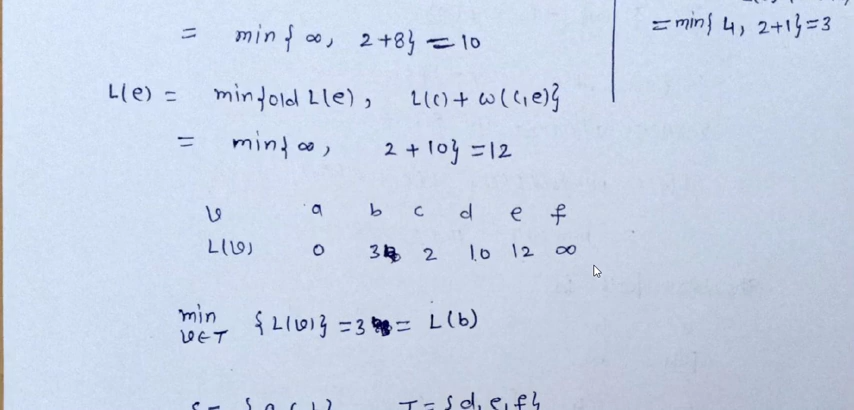 = min{ ∞, 2+8} = 10
= min{ 4, 2+1}=3
L(e) = min{old L(e), L(c) + w(c,e)}
= min{ ∞, 2 + 10} = 12
v a b c d e f
L(v) 0 3 2 10 12 ∞
min {L(v)} = 3 = L(b)
v∈T
T = {d, e, f}